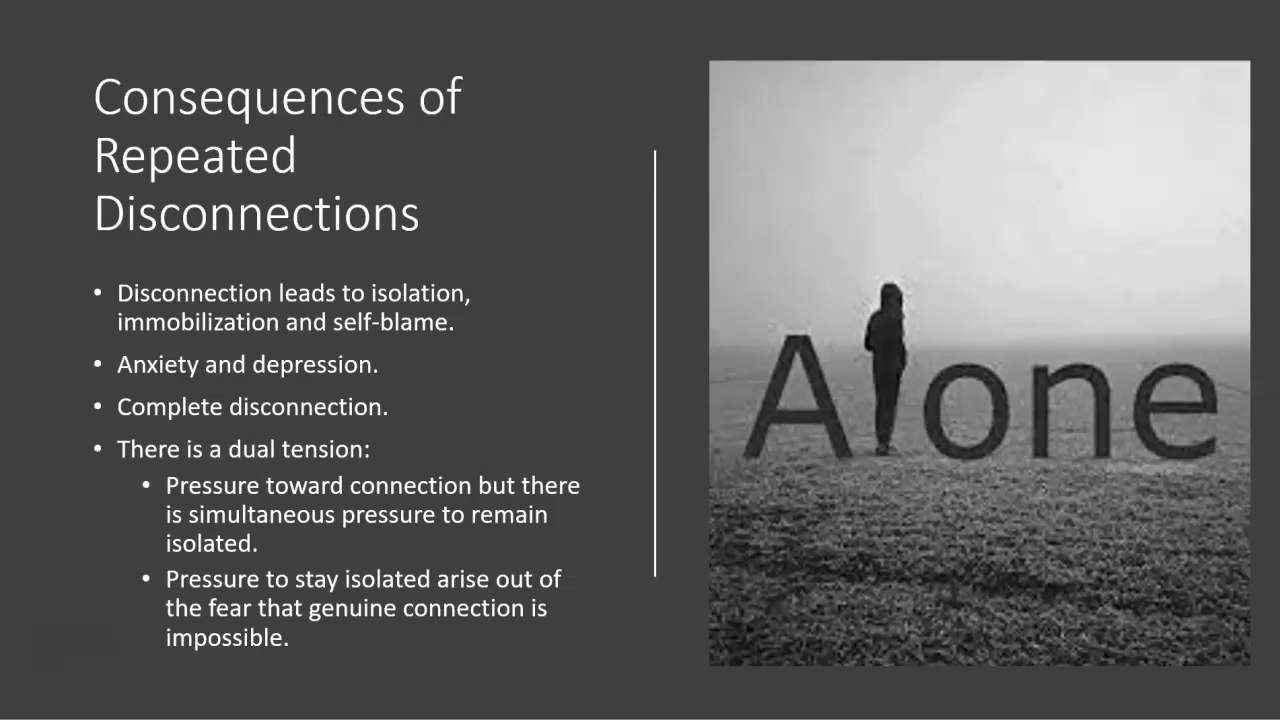 Consequences of
Repeated
Disconnections
• Disconnection leads to isolation,
immobilization and self-blame.
• Anxiety and depression.
• Complete disconnection.
• There is a dual tension:
• Pressure toward connection but there
is simultaneous pressure to remain
isolated.
• Pressure to stay isolated arise out of
the fear that genuine connection is
impossible.
Alone